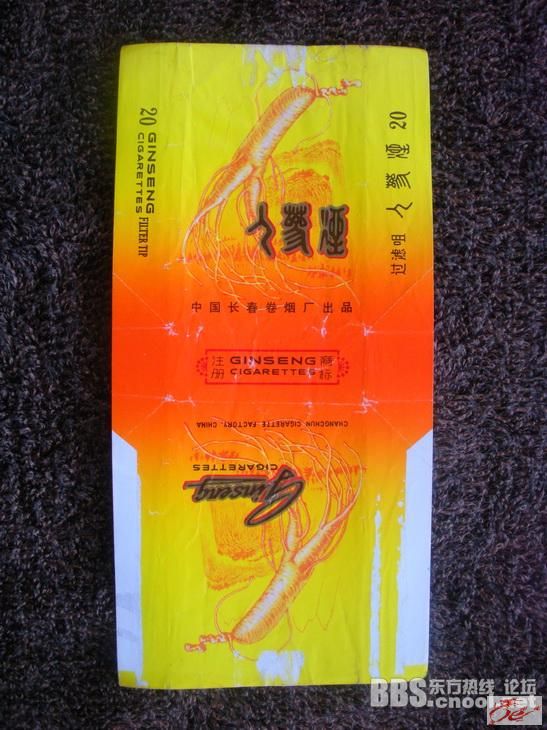 20 GINSENG
CIGARETTES FILTER TIP
人参烟
过滤咀 人参烟 20
中国长春卷烟厂出品
注册 GINSENG CIGARETTES 商标
CHANGCHUN CIGARETTE FACTORY. CHINA
Ginseng
CIGARETTES
BBS.东方热线 论坛
cnool.net